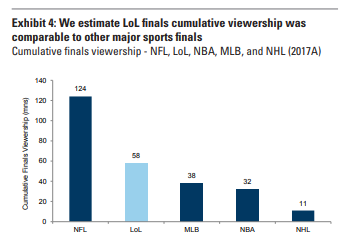 Exhibit 4: We estimate LoL finals cumulative viewership was
comparable to other major sports finals
Cumulative finals viewership - NFL, LoL, NBA, MLB, and NHL (2017A)
Cumulative Finals Viewership (mns)
140
120
100
80
60
40
20
0
124
58
38
32
11
NFL
LoL
MLB
NBA
NHL